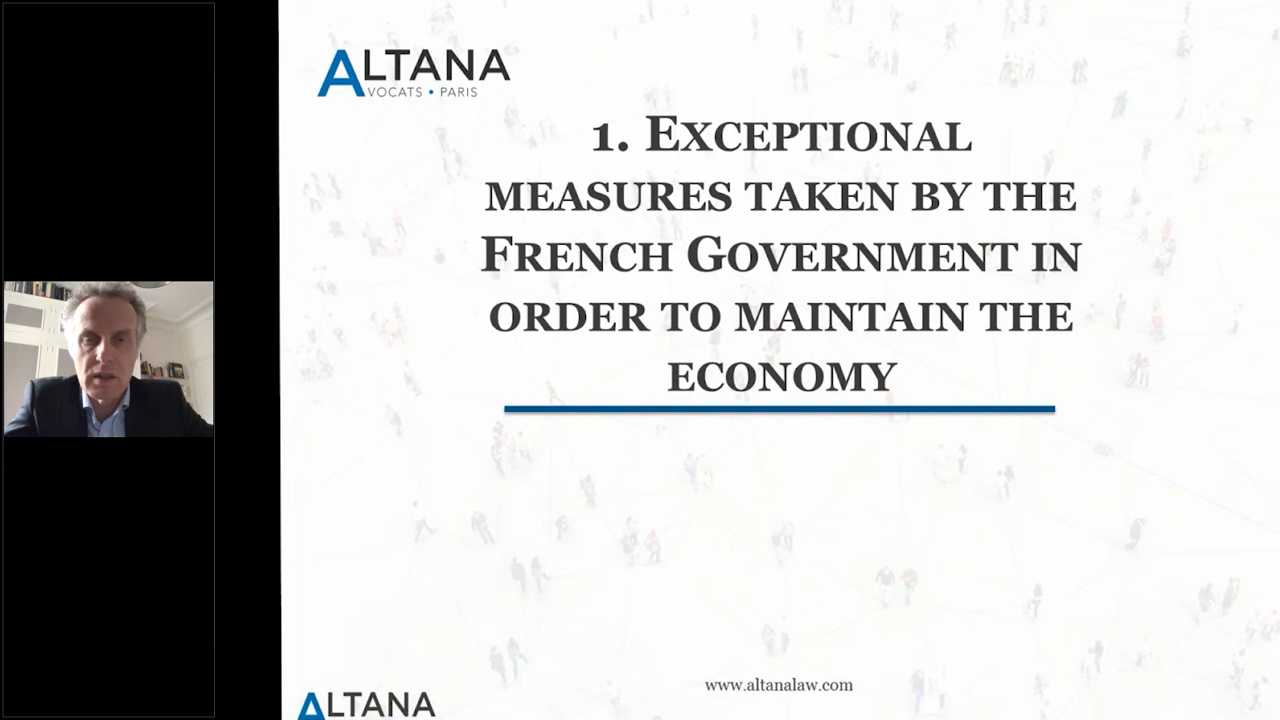 ALTANA
VOCATS • PARIS
1. EXCEPTIONAL
MEASURES TAKEN BY THE
FRENCH GOVERNMENT IN
ORDER TO MAINTAIN THE
ECONOMY
www.altanalaw.com
ALTANA